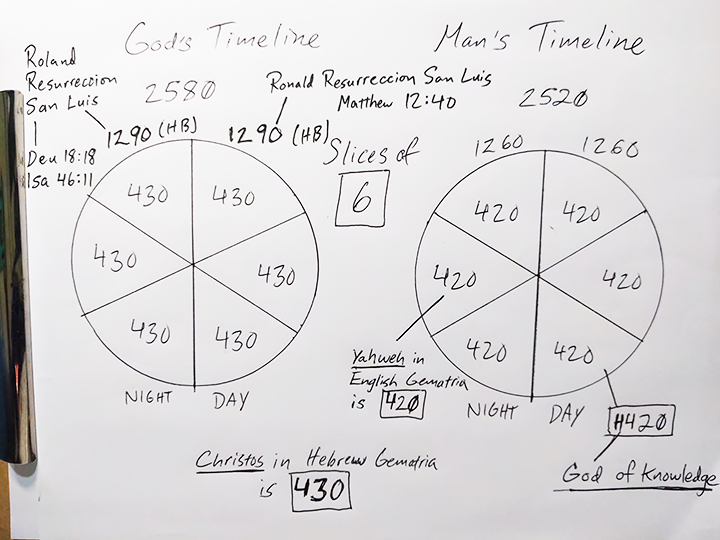 God's Timeline
Man's Timeline
Roland
Resurreccion
San Luis
Deu 18:18
Isa 46:11
2580
Ronald Resurreccion San Luis
Matthew 12:40
2520
1290 (HB)
1290 (HB)
Slices of
6
1260
1260
430
430
430
430
430
430
NIGHT
DAY
420
420
420
420
420
420
Yahweh in
English Gematria
is 420
NIGHT
DAY
H420
God of Knowledge
Christos in Hebrew Gematria
is 430